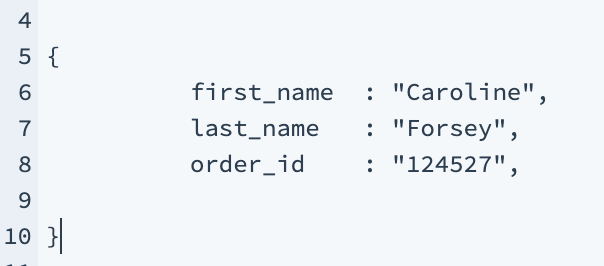 4
5 {
6 first_name : "Caroline",
7 last_name : "Forsey",
8 order_id : "124527",
9
10 }